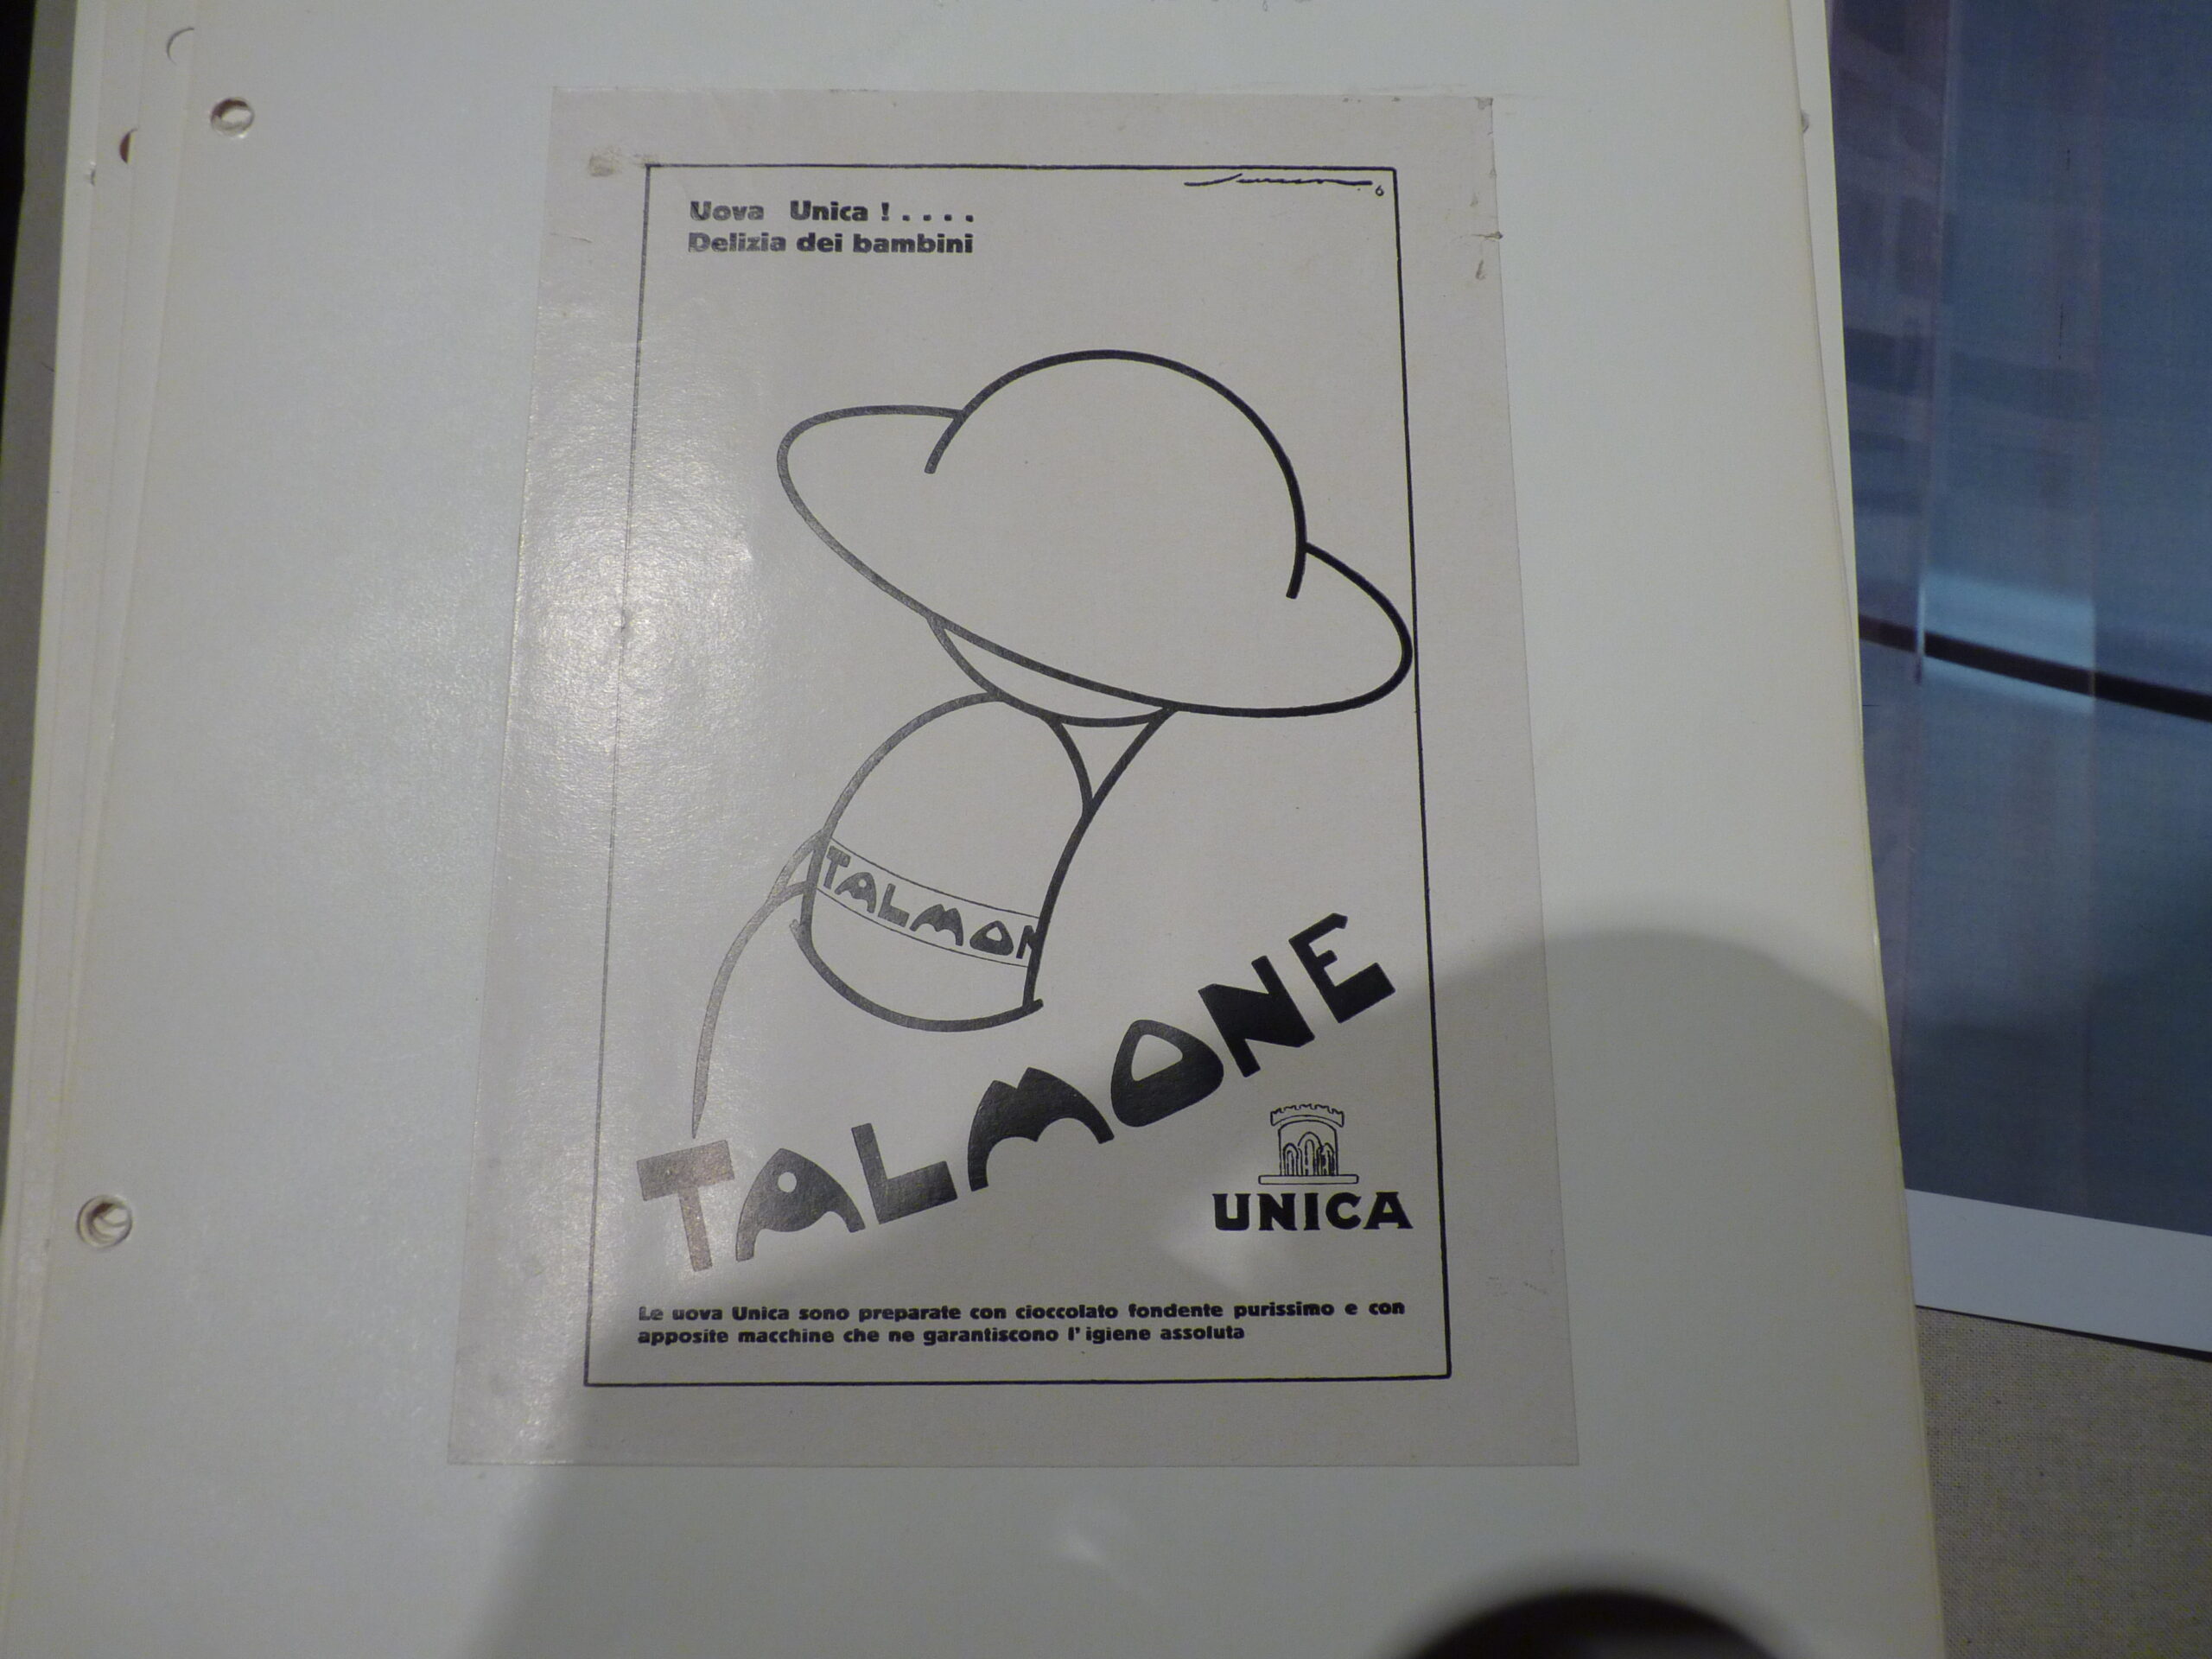 Uova Unica ! . . . .
Delizia dei bambini
TALMON
TALMONE
UNICA
Le uova Unica sono preparate con cioccolato fondente purissimo e con
apposite macchine che ne garantiscono l'igiene assoluta